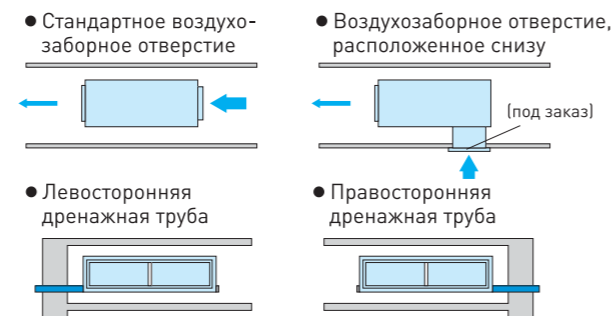 ● Стандартное воздухо-
заборное отверстие
● Воздухозаборное отверстие,
расположенное снизу
(под заказ)
● Левосторонняя
дренажная труба
● Правосторонняя
дренажная труба